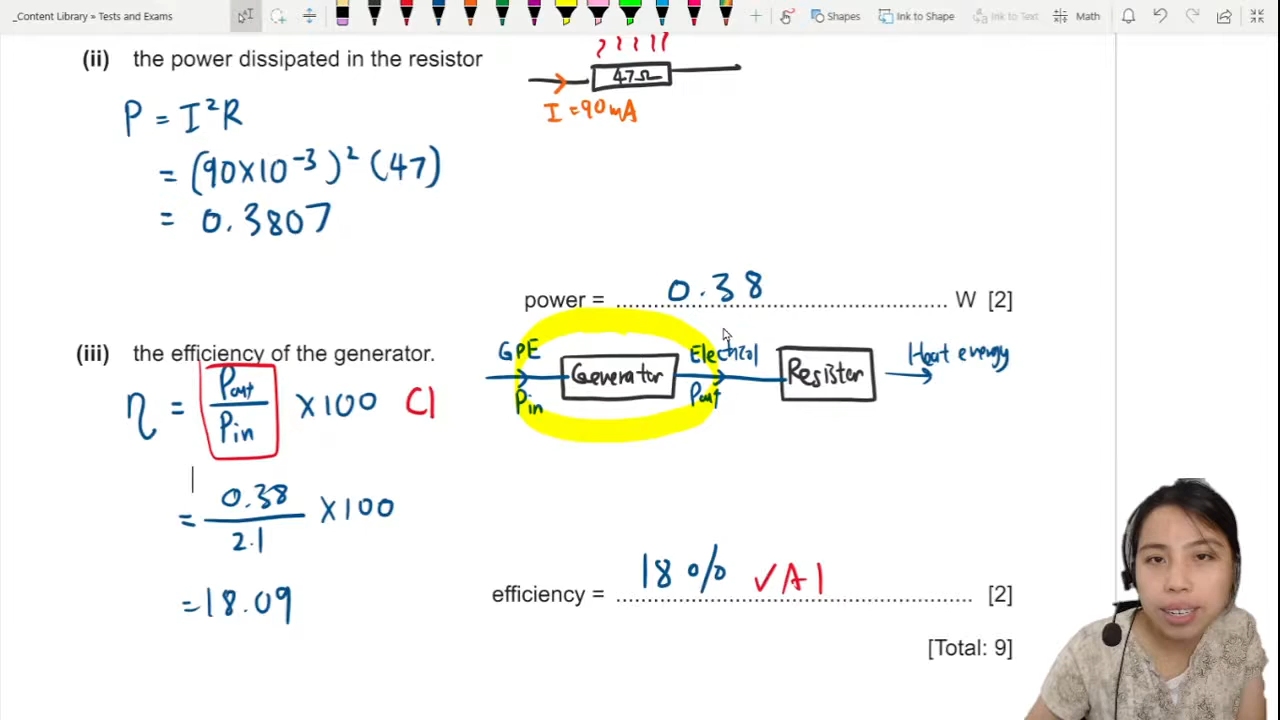 _Content Library » Tests and Exams
Shapes
Ink to Shape
Ink to Text
Math
(ii) the power dissipated in the resistor
47Ω
I = 90mA
P = I²R
= (90×10⁻³)² (47)
= 0.3807
power = 0.38 W [2]
(iii) the efficiency of the generator.
GPE
Pin
Generator
Electrical
Pout
Resistor
Heat energy
η = Pout / Pin ×100 C1
= 0.38 / 2.1 ×100
= 18.09
efficiency = 18% ✓A1 [2]
[Total: 9]